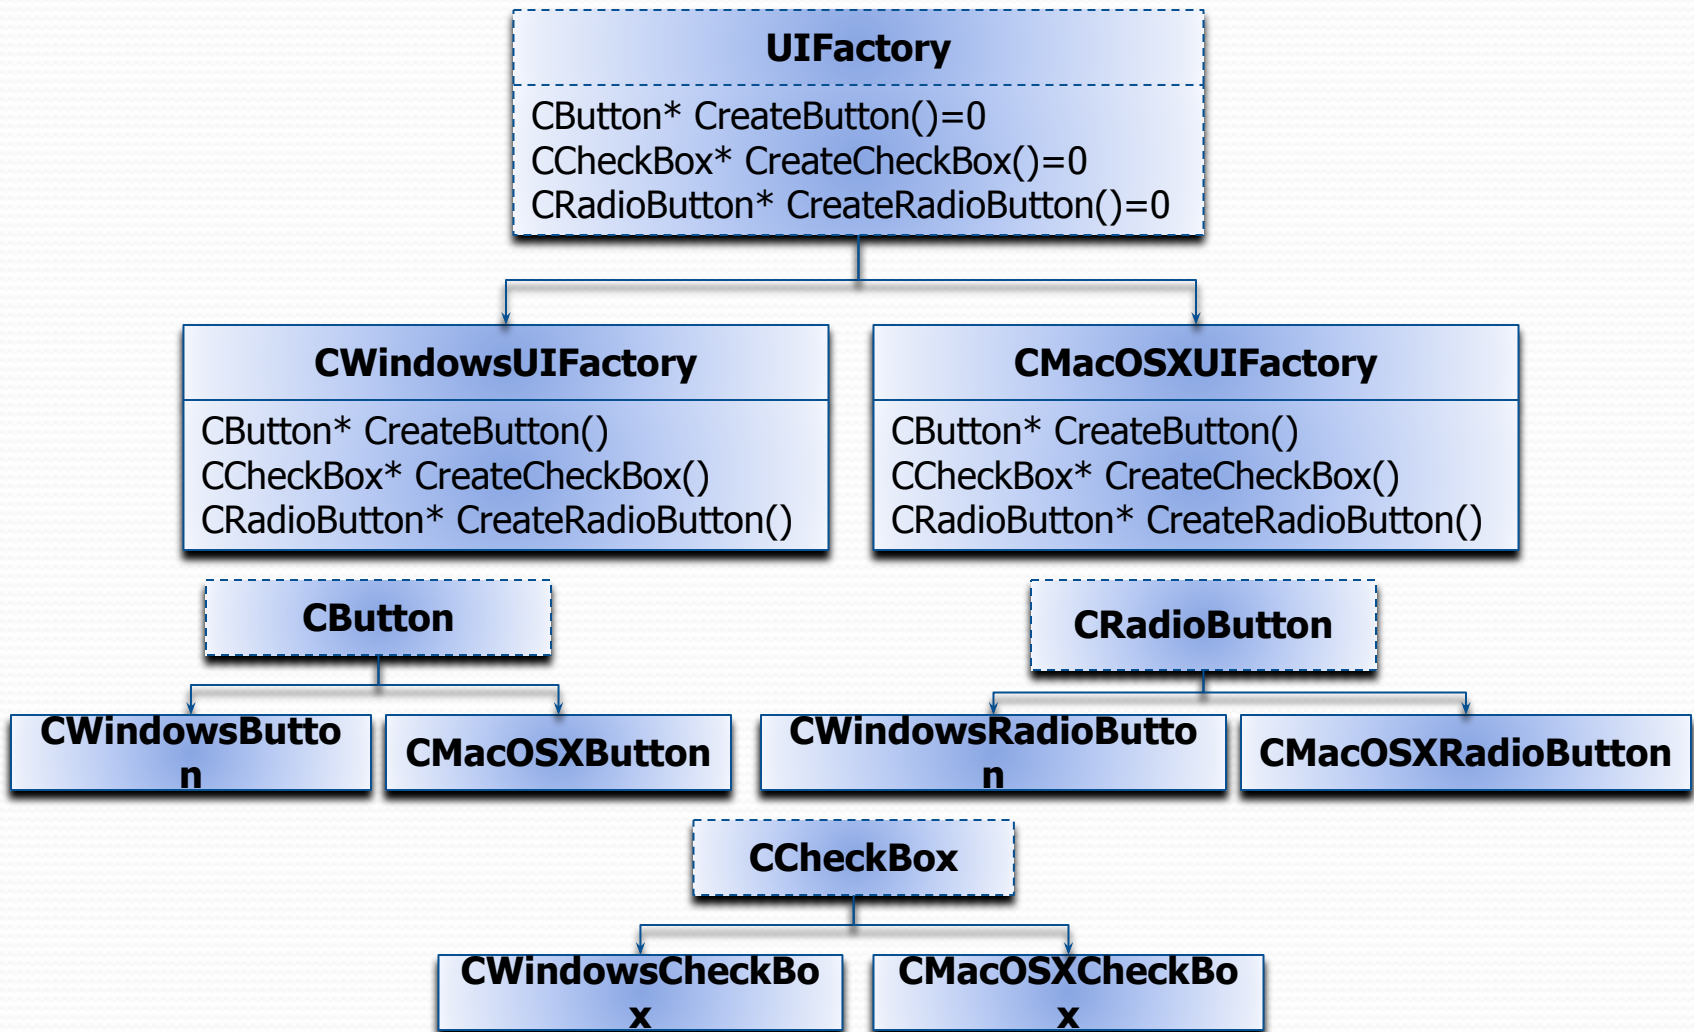 UIFactory
CButton* CreateButton()=0
CCheckBox* CreateCheckBox()=0
CRadioButton* CreateRadioButton()=0
CWindowsUIFactory
CButton* CreateButton()
CCheckBox* CreateCheckBox()
CRadioButton* CreateRadioButton()
CMacOSXUIFactory
CButton* CreateButton()
CCheckBox* CreateCheckBox()
CRadioButton* CreateRadioButton()
CButton
CRadioButton
CWindowsButto
n
CMacOSXButton
CWindowsRadioButto
n
CMacOSXRadioButton
CCheckBox
CWindowsCheckBo
x
CMacOSXCheckBo
x